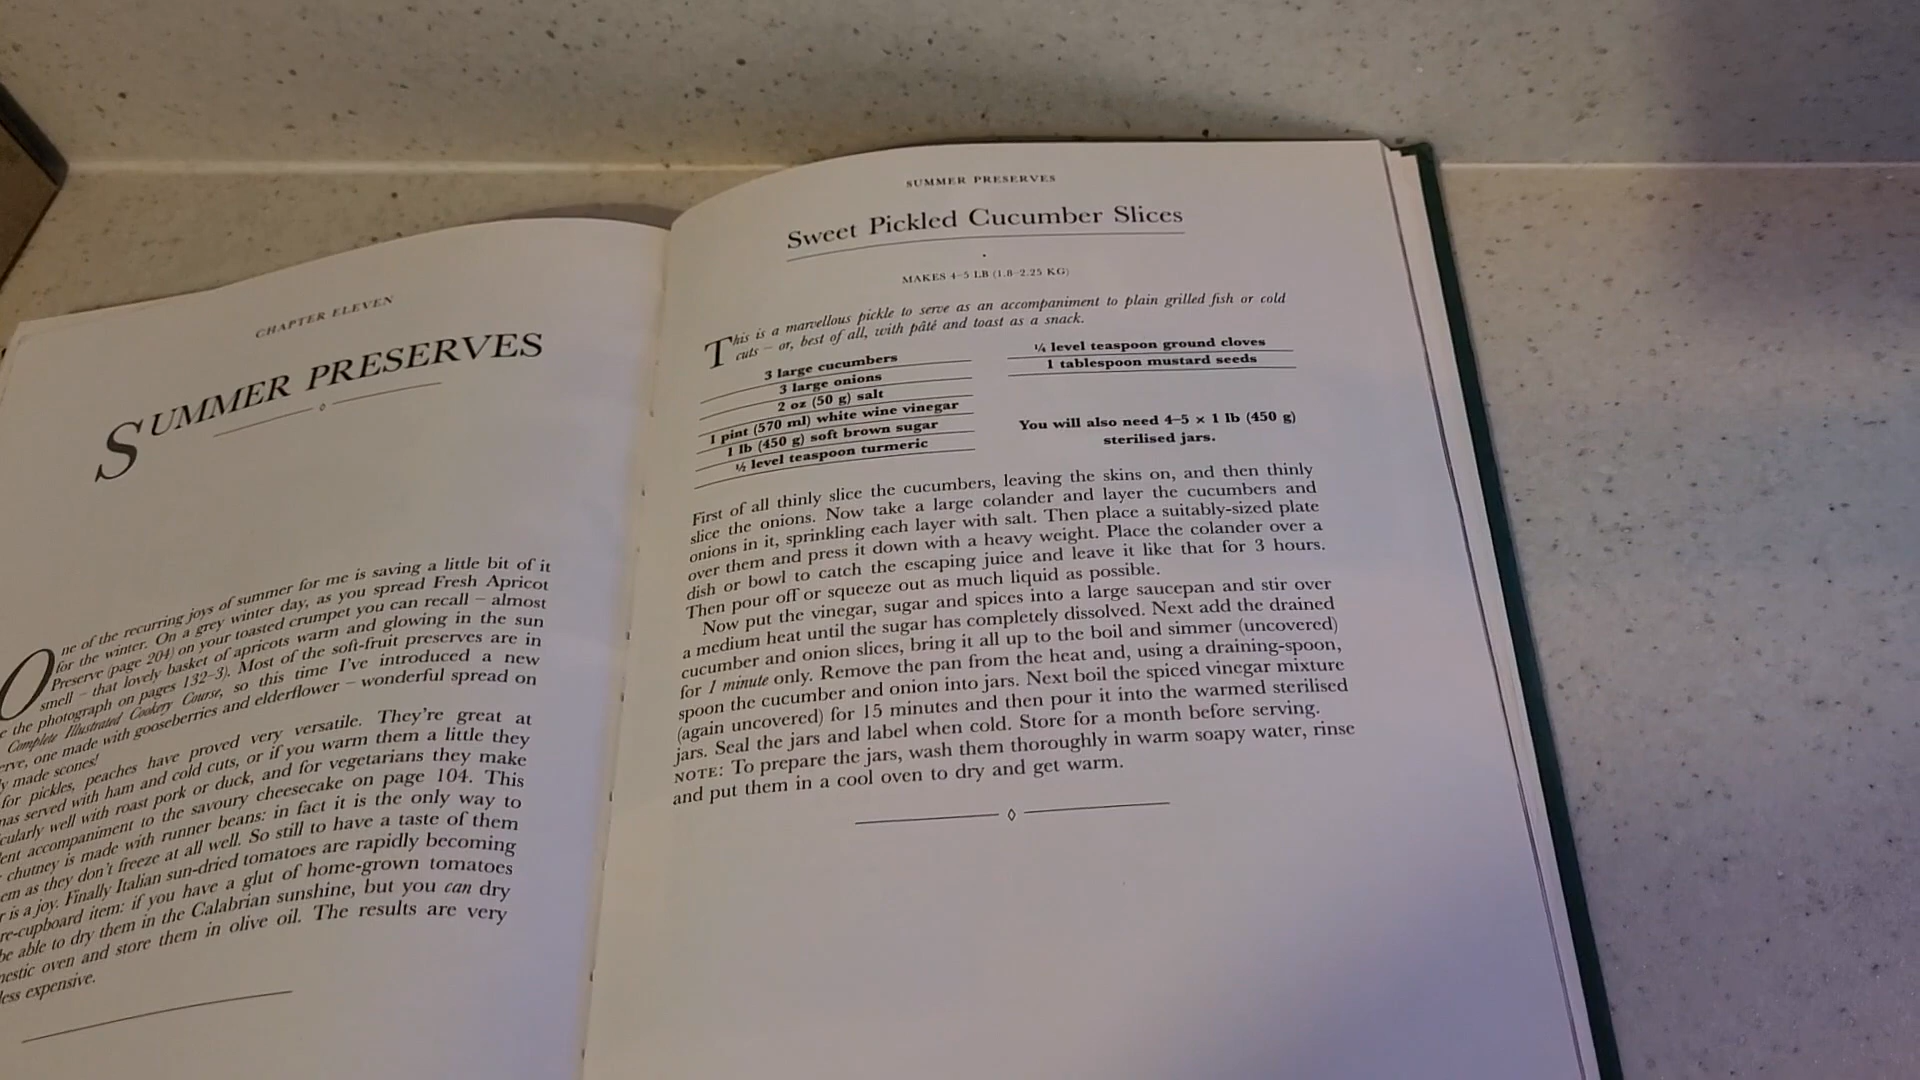 CHAPTER ELEVEN
SUMMER PRESERVES
One of the recurring joys of summer for me is saving a little bit of it
for the winter. On a grey winter day, as you spread Fresh Apricot
Preserve (page 204) on your toasted crumpet you can recall – almost
smell – that lovely basket of apricots warm and glowing in the sun
the photograph on pages 132–3). Most of the soft-fruit preserves are in
Complete Illustrated Cookery Course, so this time I've introduced a new
one made with gooseberries and elderflower – wonderful spread on
made scones!
for pickles, peaches have proved very versatile. They're great at
served with ham and cold cuts, or if you warm them a little they
well with roast pork or duck, and for vegetarians they make
accompaniment to the savoury cheesecake on page 104. This
chutney is made with runner beans: in fact it is the only way to
as they don't freeze at all well. So still to have a taste of them
is a joy. Finally Italian sun-dried tomatoes are rapidly becoming
item: if you have a glut of home-grown tomatoes
be able to dry them in the Calabrian sunshine, but you can dry
oven and store them in olive oil. The results are very
less expensive.
SUMMER PRESERVES
Sweet Pickled Cucumber Slices
MAKES 4–5 LB (1.8–2.25 KG)
This is a marvellous pickle to serve as an accompaniment to plain grilled fish or cold
cuts – or, best of all, with pâté and toast as a snack.
3 large cucumbers
3 large onions
2 oz (50 g) salt
1 pint (570 ml) white wine vinegar
1 lb (450 g) soft brown sugar
½ level teaspoon turmeric
¼ level teaspoon ground cloves
1 tablespoon mustard seeds
You will also need 4–5 × 1 lb (450 g)
sterilised jars.
First of all thinly slice the cucumbers, leaving the skins on, and then thinly
slice the onions. Now take a large colander and layer the cucumbers and
onions in it, sprinkling each layer with salt. Then place a suitably-sized plate
over them and press it down with a heavy weight. Place the colander over a
dish or bowl to catch the escaping juice and leave it like that for 3 hours.
Then pour off or squeeze out as much liquid as possible.
Now put the vinegar, sugar and spices into a large saucepan and stir over
a medium heat until the sugar has completely dissolved. Next add the drained
cucumber and onion slices, bring it all up to the boil and simmer (uncovered)
for 1 minute only. Remove the pan from the heat and, using a draining-spoon,
spoon the cucumber and onion into jars. Next boil the spiced vinegar mixture
(again uncovered) for 15 minutes and then pour it into the warmed sterilised
jars. Seal the jars and label when cold. Store for a month before serving.
NOTE: To prepare the jars, wash them thoroughly in warm soapy water, rinse
and put them in a cool oven to dry and get warm.